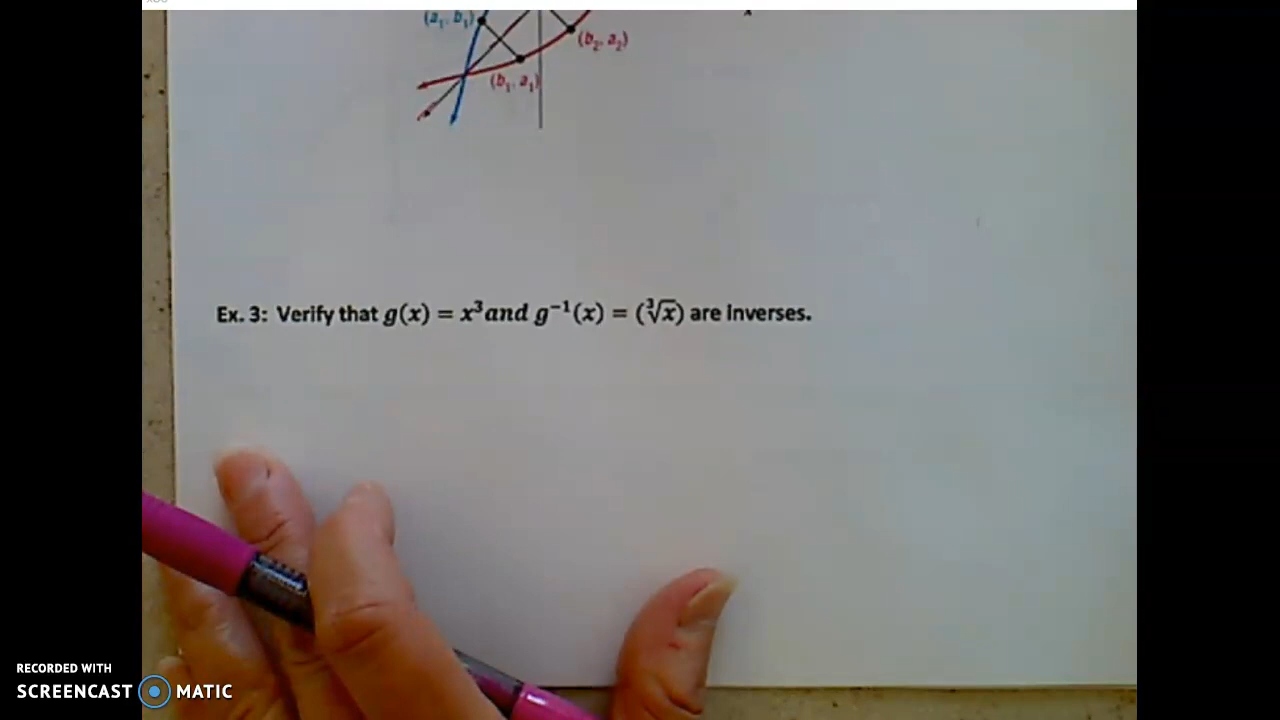 (a₁, b₁)
(b₂, a₂)
(b₁, a₁)
x
Ex. 3: Verify that g(x) = x³ and g⁻¹(x) = (∛x) are inverses.
RECORDED WITH
SCREENCAST MATIC